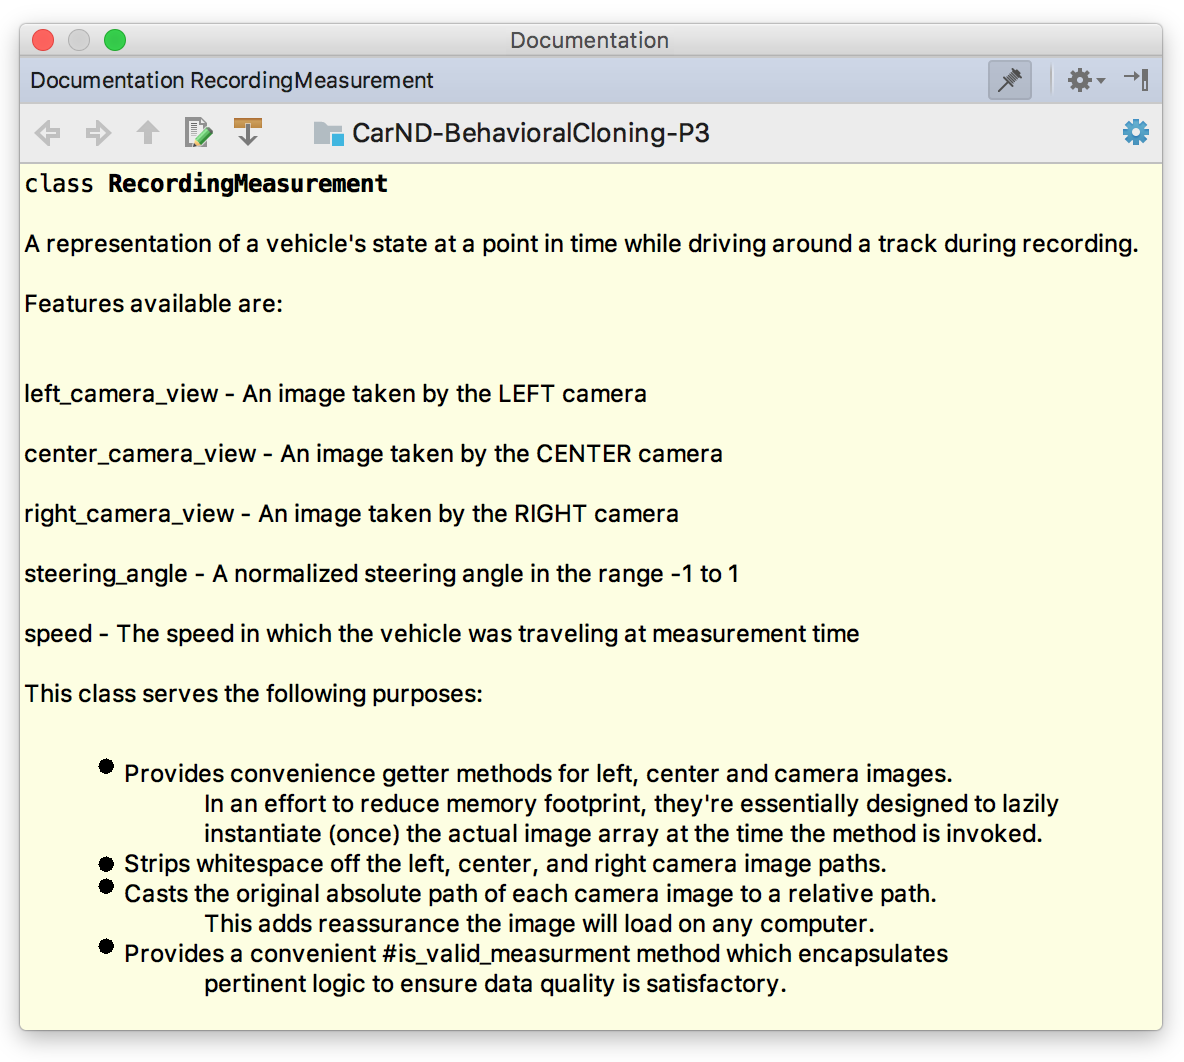 Documentation
Documentation RecordingMeasurement
CarND-BehavioralCloning-P3
class RecordingMeasurement
A representation of a vehicle's state at a point in time while driving around a track during recording.
Features available are:
left_camera_view - An image taken by the LEFT camera
center_camera_view - An image taken by the CENTER camera
right_camera_view - An image taken by the RIGHT camera
steering_angle - A normalized steering angle in the range -1 to 1
speed - The speed in which the vehicle was traveling at measurement time
This class serves the following purposes:
● Provides convenience getter methods for left, center and camera images.
In an effort to reduce memory footprint, they're essentially designed to lazily
instantiate (once) the actual image array at the time the method is invoked.
● Strips whitespace off the left, center, and right camera image paths.
● Casts the original absolute path of each camera image to a relative path.
This adds reassurance the image will load on any computer.
● Provides a convenient #is_valid_measurment method which encapsulates
pertinent logic to ensure data quality is satisfactory.